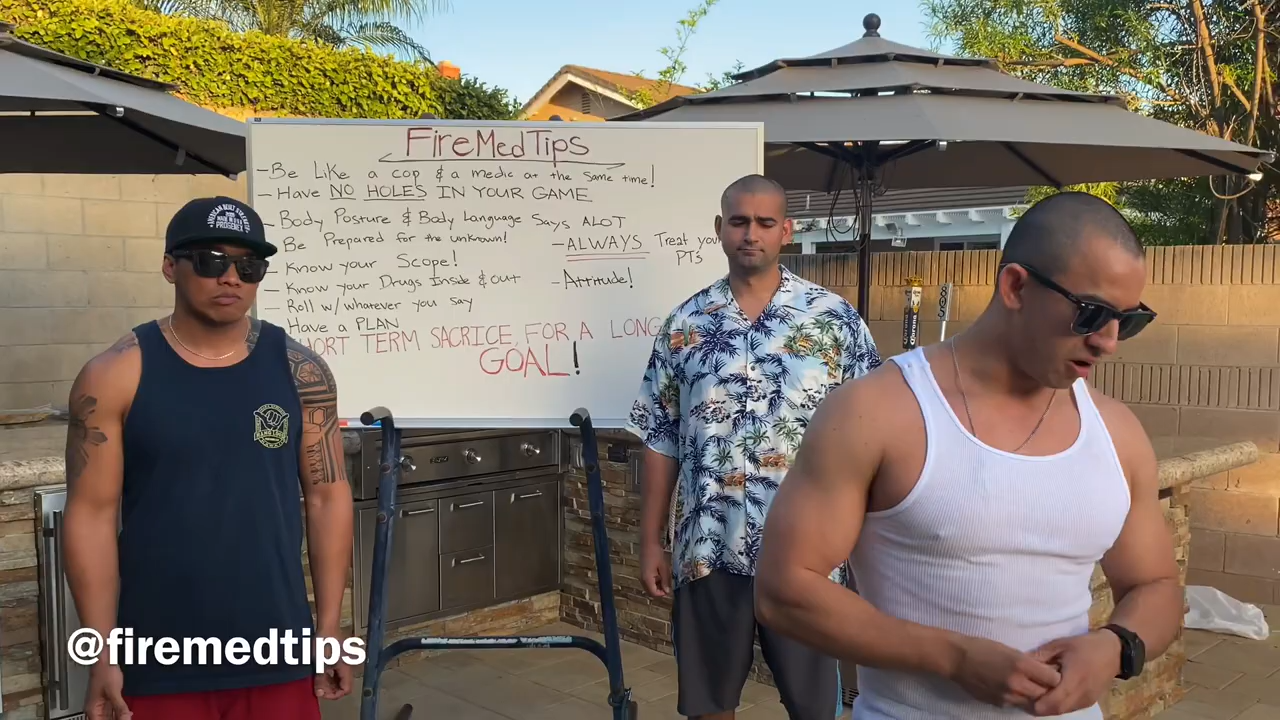 FireMedTips
- Be Like a cop & a medic at the same time!
- Have NO HOLES IN YOUR GAME
- Body Posture & Body Language Says ALOT
- Be Prepared for the unknown!
- ALWAYS Treat your PT's
- Know your Scope!
- Attitude!
- Know your Drugs Inside & out
- Roll w/ whatever you say
- Have a PLAN
HORT TERM SACRICE FOR A LONG
GOAL!
@firemedtips